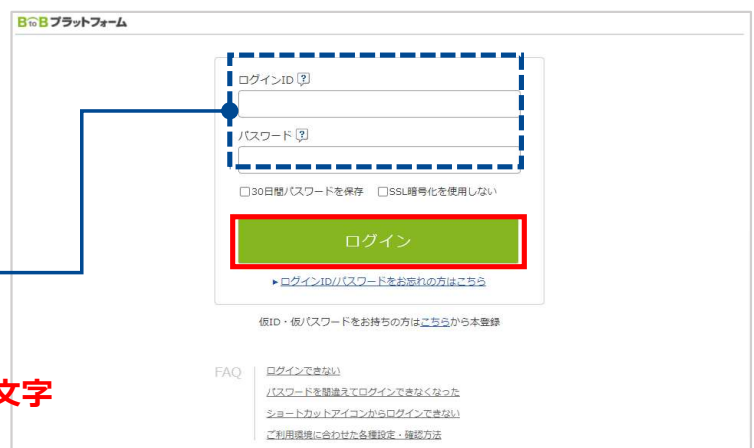 BtoB プラットフォーム
ログインID ?
パスワード ?
30日間パスワードを保存 SSL暗号化を使用しない
ログイン
▶ログインID/パスワードをお忘れの方はこちら
仮ID・仮パスワードをお持ちの方はこちらから本登録
FAQ
ログインできない
パスワードを間違えてログインできなくなった
ショートカットアイコンからログインできない
ご利用環境に合わせた各種設定・確認方法
文字